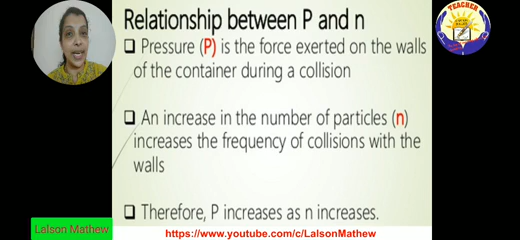 TEACHER
Relationship between P and n
Pressure (P) is the force exerted on the walls
of the container during a collision
An increase in the number of particles (n)
increases the frequency of collisions with the
walls
Therefore, P increases as n increases.
Lalson Mathew
https://www.youtube.com/c/LalsonMathew